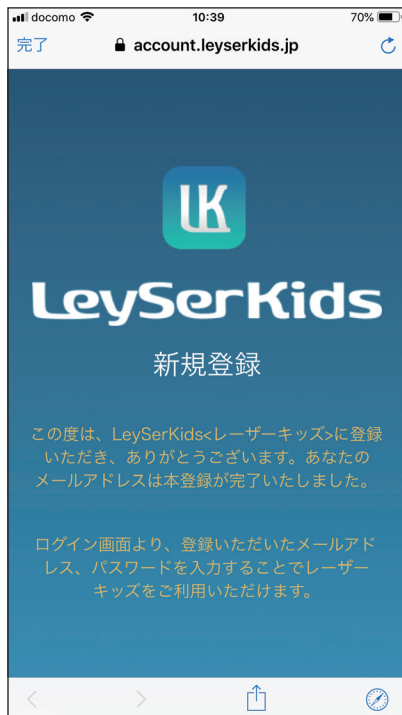 docomo 10:39 70%
完了 account.leyserkids.jp
LK
LeySerKids
新規登録
この度は、LeySerKids<レーザーキッズ>に登録
いただき、ありがとうございます。あなたの
メールアドレスは本登録が完了いたしました。
ログイン画面より、登録いただいたメールアド
レス、パスワードを入力することでレーザー
キッズをご利用いただけます。